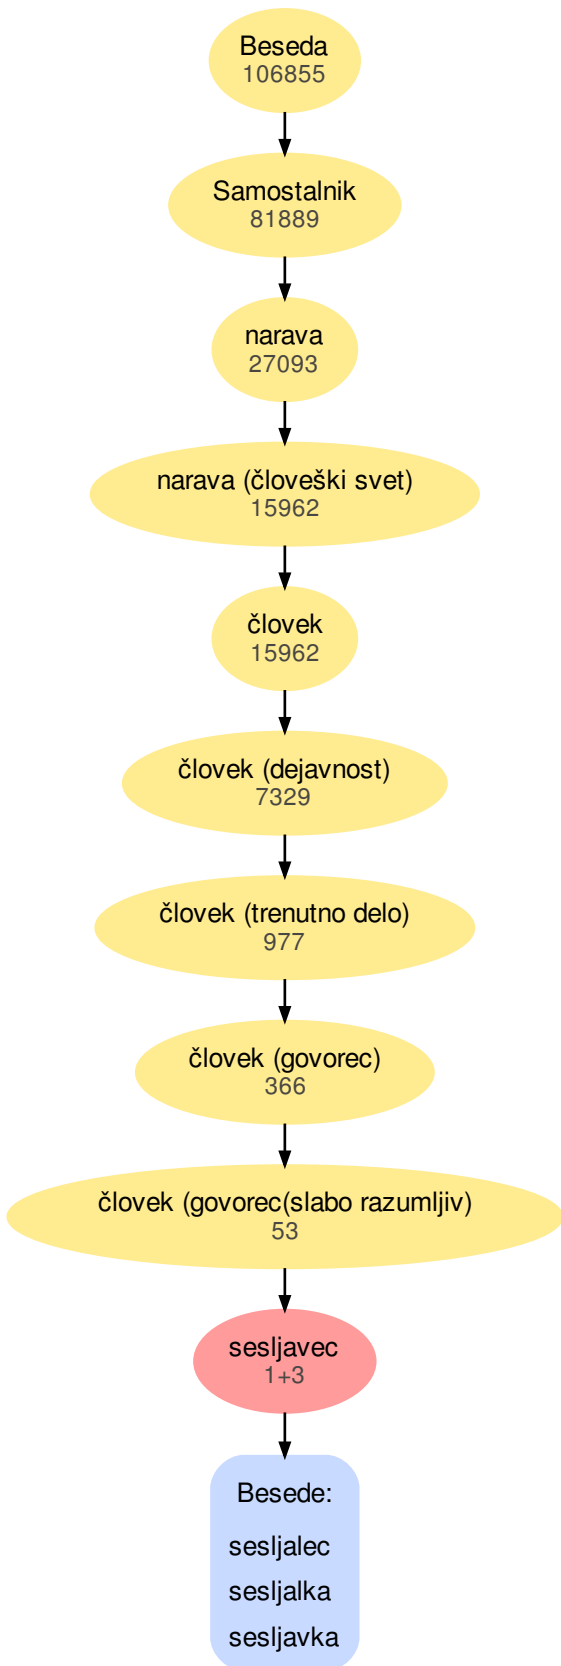 Beseda
106855
Samostalnik
81889
narava
27093
narava (človeški svet)
15962
človek
15962
človek (dejavnost)
7329
človek (trenutno delo)
977
človek (govorec)
366
človek (govorec(slabo razumljiv)
53
sesljavec
1+3
Besede:
sesljalec
sesljalka
sesljavka